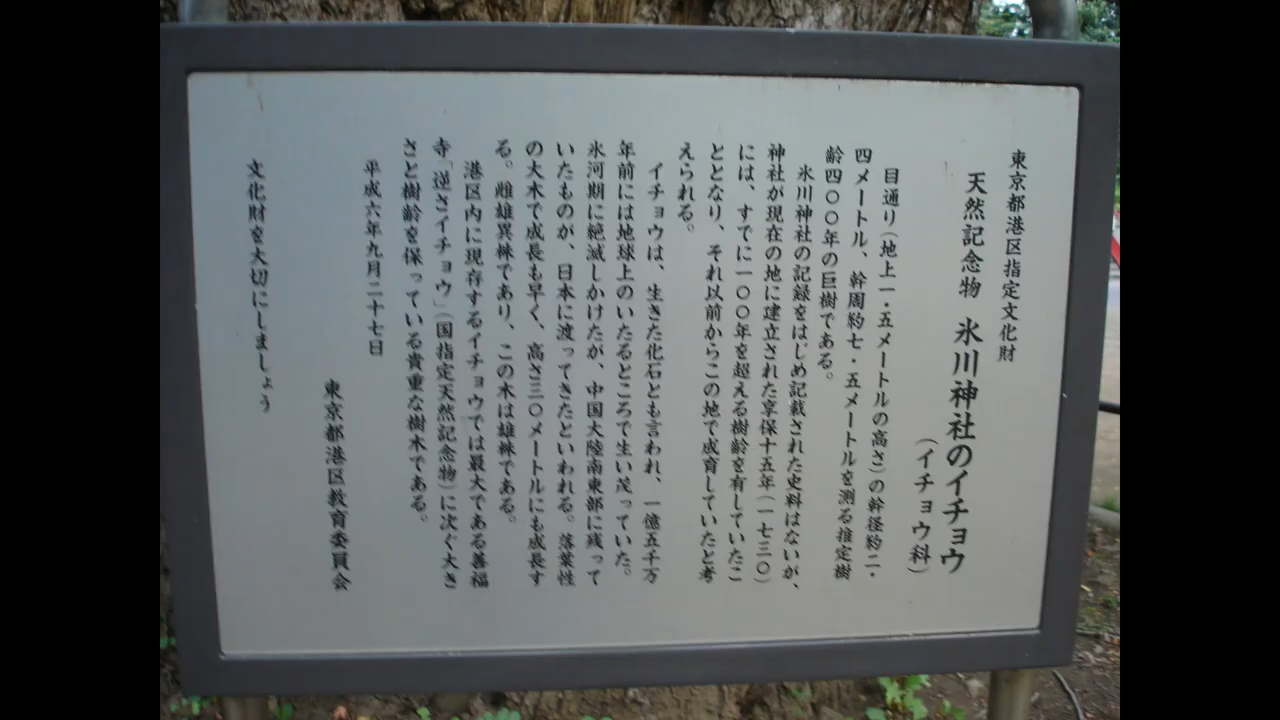 東京都港区指定文化財
天然記念物 氷川神社のイチョウ
(イチョウ科)
目通り(地上一・五メートルの高さ)の幹径約二・
四メートル、幹周約七・五メートルを測る推定樹
齢四〇〇年の巨樹である。
氷川神社の記録をはじめ記載された史料はないが、
神社が現在の地に建立された享保十五年(一七三〇)
には、すでに一〇〇年を超える樹齢を有していたこ
ととなり、それ以前からこの地で成育していたと考
えられる。
イチョウは、生きた化石とも言われ、一億五千万
年前には地球上のいたるところで生い茂っていた。
氷河期に絶滅しかけたが、中国大陸南東部に残って
いたものが、日本に渡ってきたといわれる。落葉性
の大木で成長も早く、高さ三〇メートルにも成長す
る。雌雄異株であり、この木は雄株である。
港区内に現存するイチョウでは最大である善福
寺「逆さイチョウ」(国指定天然記念物)に次ぐ大き
さと樹齢を保っている貴重な樹木である。
平成六年九月二十七日
東京都港区教育委員会
文化財を大切にしましょう